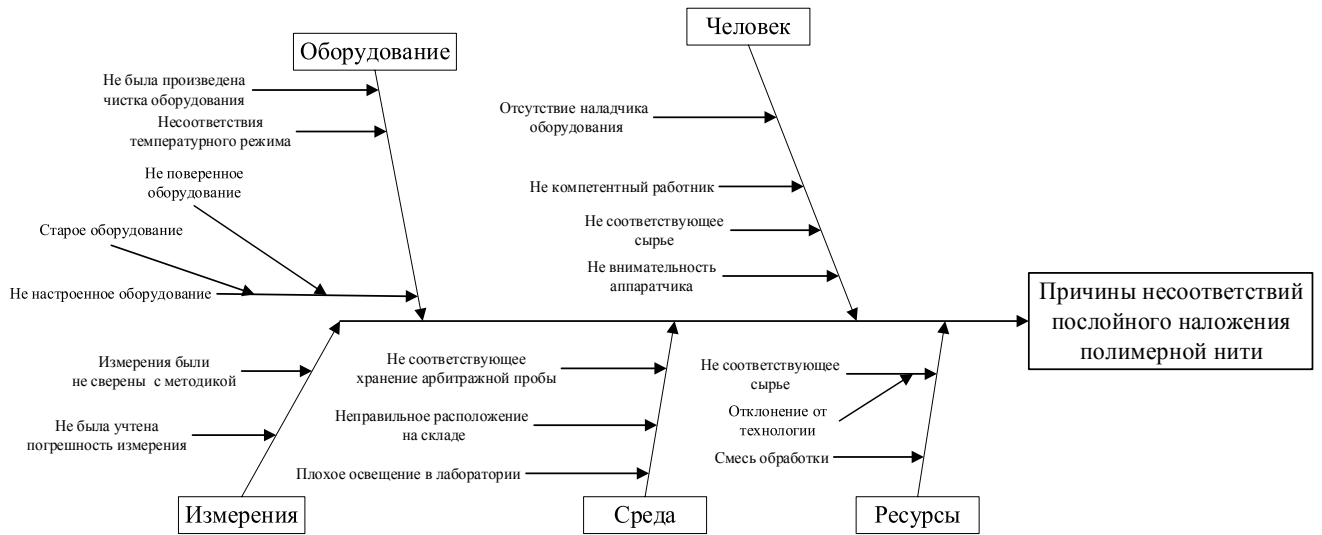 Человек
Оборудование
Не была произведена
чистка оборудования
Несоответствия
температурного режима
Не поверенное
оборудование
Старое оборудование
Не настроенное оборудование
Отсутствие наладчика
оборудования
Не компетентный работник
Не соответствующее
сырье
Не внимательность
аппаратчика
Причины несоответствий
послойного наложения
полимерной нити
Измерения были
не сверены с методикой
Не была учтена
погрешность измерения
Не соответствующее
хранение арбитражной пробы
Неправильное расположение
на складе
Плохое освещение в лаборатории
Не соответствующее
сырье
Отклонение от
технологии
Смесь обработки
Измерения
Среда
Ресурсы